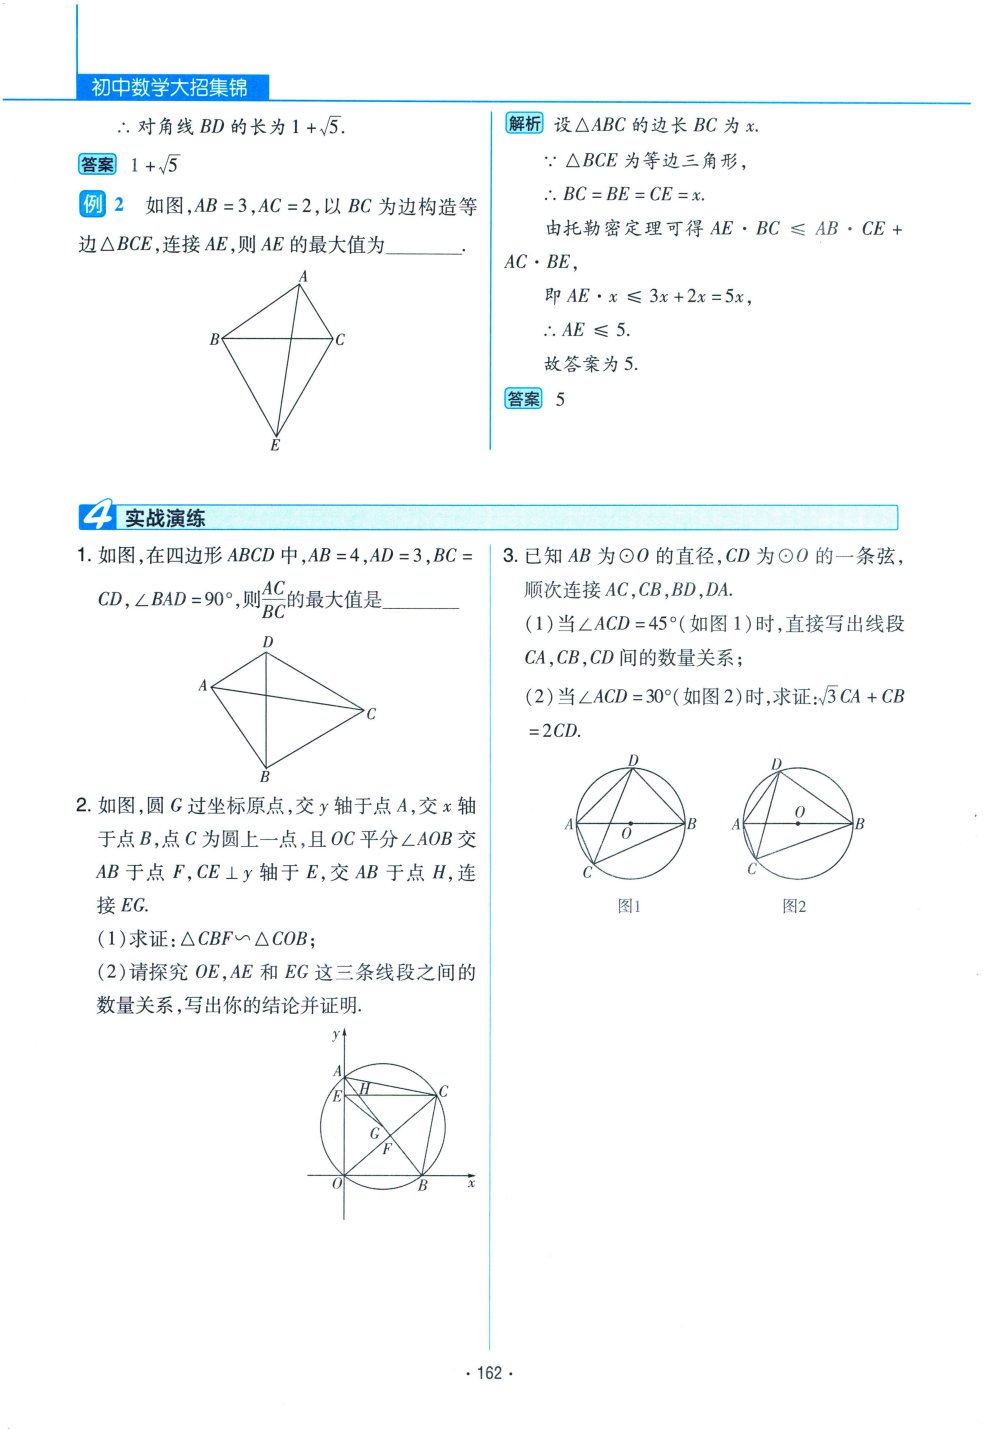 初中数学大招集锦
∴ 对角线 BD 的长为 1+√5.
答案 1+√5
例 2 如图,AB=3,AC=2,以 BC 为边构造等
边△BCE,连接 AE,则 AE 的最大值为________.
A
B
C
E
解析 设△ABC 的边长 BC 为 x.
∵ △BCE 为等边三角形,
∴ BC=BE=CE=x.
由托勒密定理可得 AE·BC ≤ AB·CE+
AC·BE,
即 AE·x ≤ 3x+2x=5x,
∴ AE ≤ 5.
故答案为 5.
答案 5
4 实战演练
1. 如图,在四边形 ABCD 中,AB=4,AD=3,BC=
CD,∠BAD=90°,则AC/BC的最大值是________
D
A
C
B
2. 如图,圆 G 过坐标原点,交 y 轴于点 A,交 x 轴
于点 B,点 C 为圆上一点,且 OC 平分∠AOB 交
AB 于点 F,CE⊥y 轴于 E,交 AB 于点 H,连
接 EG.
(1)求证:△CBF∽△COB;
(2)请探究 OE,AE 和 EG 这三条线段之间的
数量关系,写出你的结论并证明.
y
A
H
C
E
G
F
O
B
x
3. 已知 AB 为⊙O 的直径,CD 为⊙O 的一条弦,
顺次连接 AC,CB,BD,DA.
(1)当∠ACD=45°(如图 1)时,直接写出线段
CA,CB,CD 间的数量关系;
(2)当∠ACD=30°(如图 2)时,求证:√3CA+CB
=2CD.
D
A
O
B
C
图1
D
O
A
B
C
图2
·162·